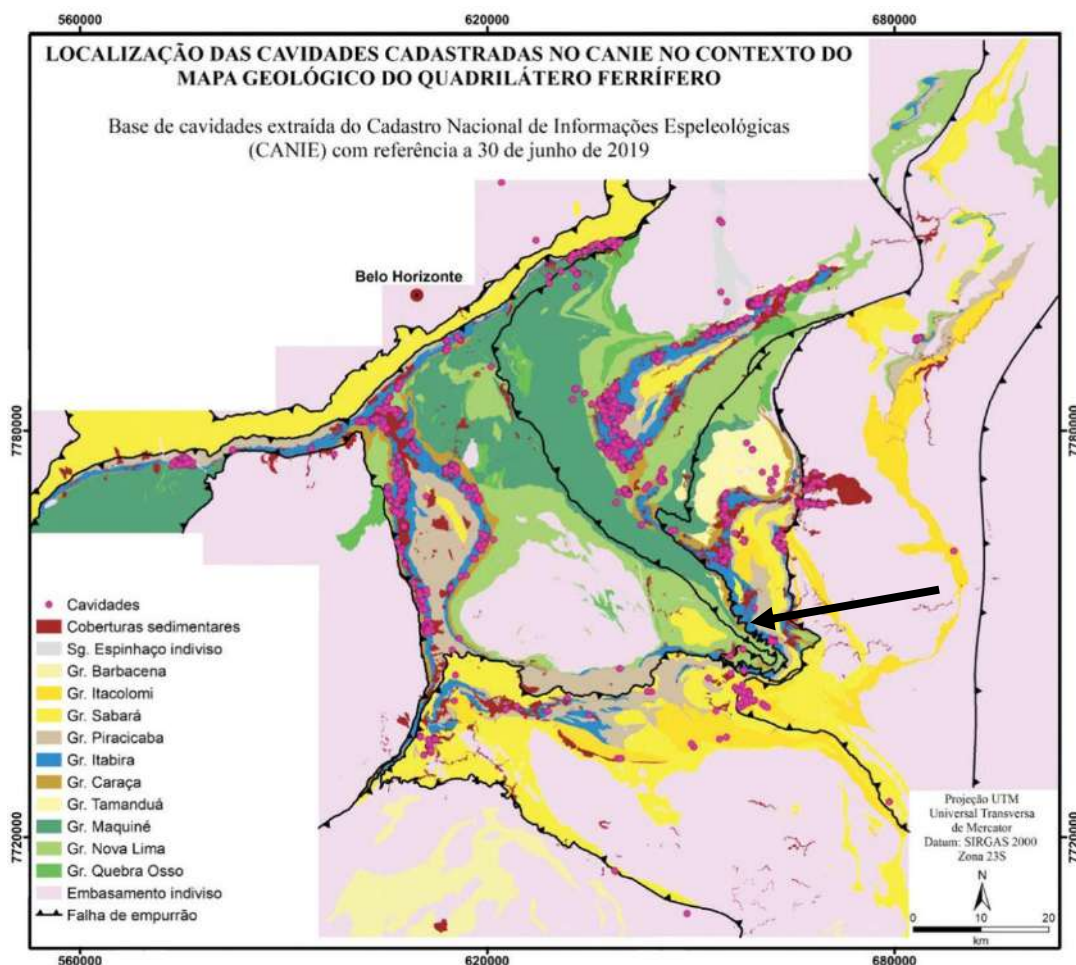 560000
620000
680000
LOCALIZAÇÃO DAS CAVIDADES CADASTRADAS NO CANIE NO CONTEXTO DO
MAPA GEOLÓGICO DO QUADRILÁTERO FERRÍFERO
Base de cavidades extraída do Cadastro Nacional de Informações Espeleológicas
(CANIE) com referência a 30 de junho de 2019
Belo Horizonte
7780000
7780000
Cavidades
Coberturas sedimentares
Sg. Espinhaço indiviso
Gr. Barbacena
Gr. Itacolomi
Gr. Sabará
Gr. Piracicaba
Gr. Itabira
Gr. Caraça
Gr. Tamanduá
Gr. Maquiné
Gr. Nova Lima
Gr. Quebra Osso
Embasamento indiviso
Falha de empurrão
7720000
7720000
Projeção UTM
Universal Transversa
de Mercator
Datum: SIRGAS 2000
Zona 23S
N
0 10 20
km
560000
620000
680000